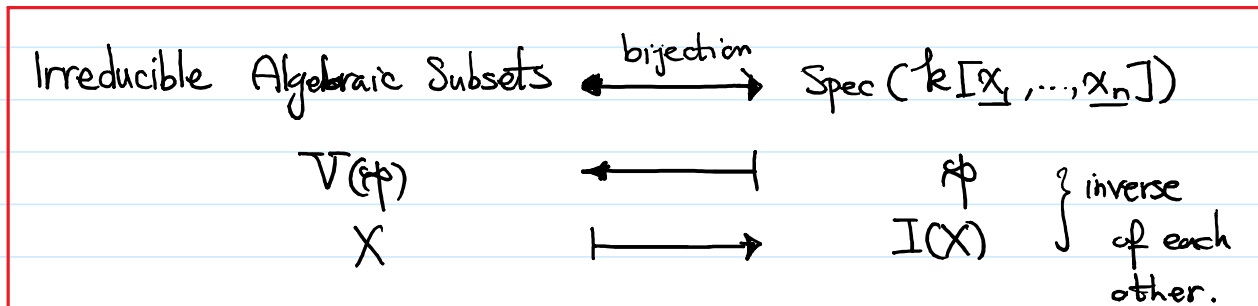 Irreducible Algebraic Subsets ⟷ bijection Spec(k[x₁,...,xₙ])
V(𝔭) ⟻ 𝔭 } inverse
X ⟼ I(X) of each
other.